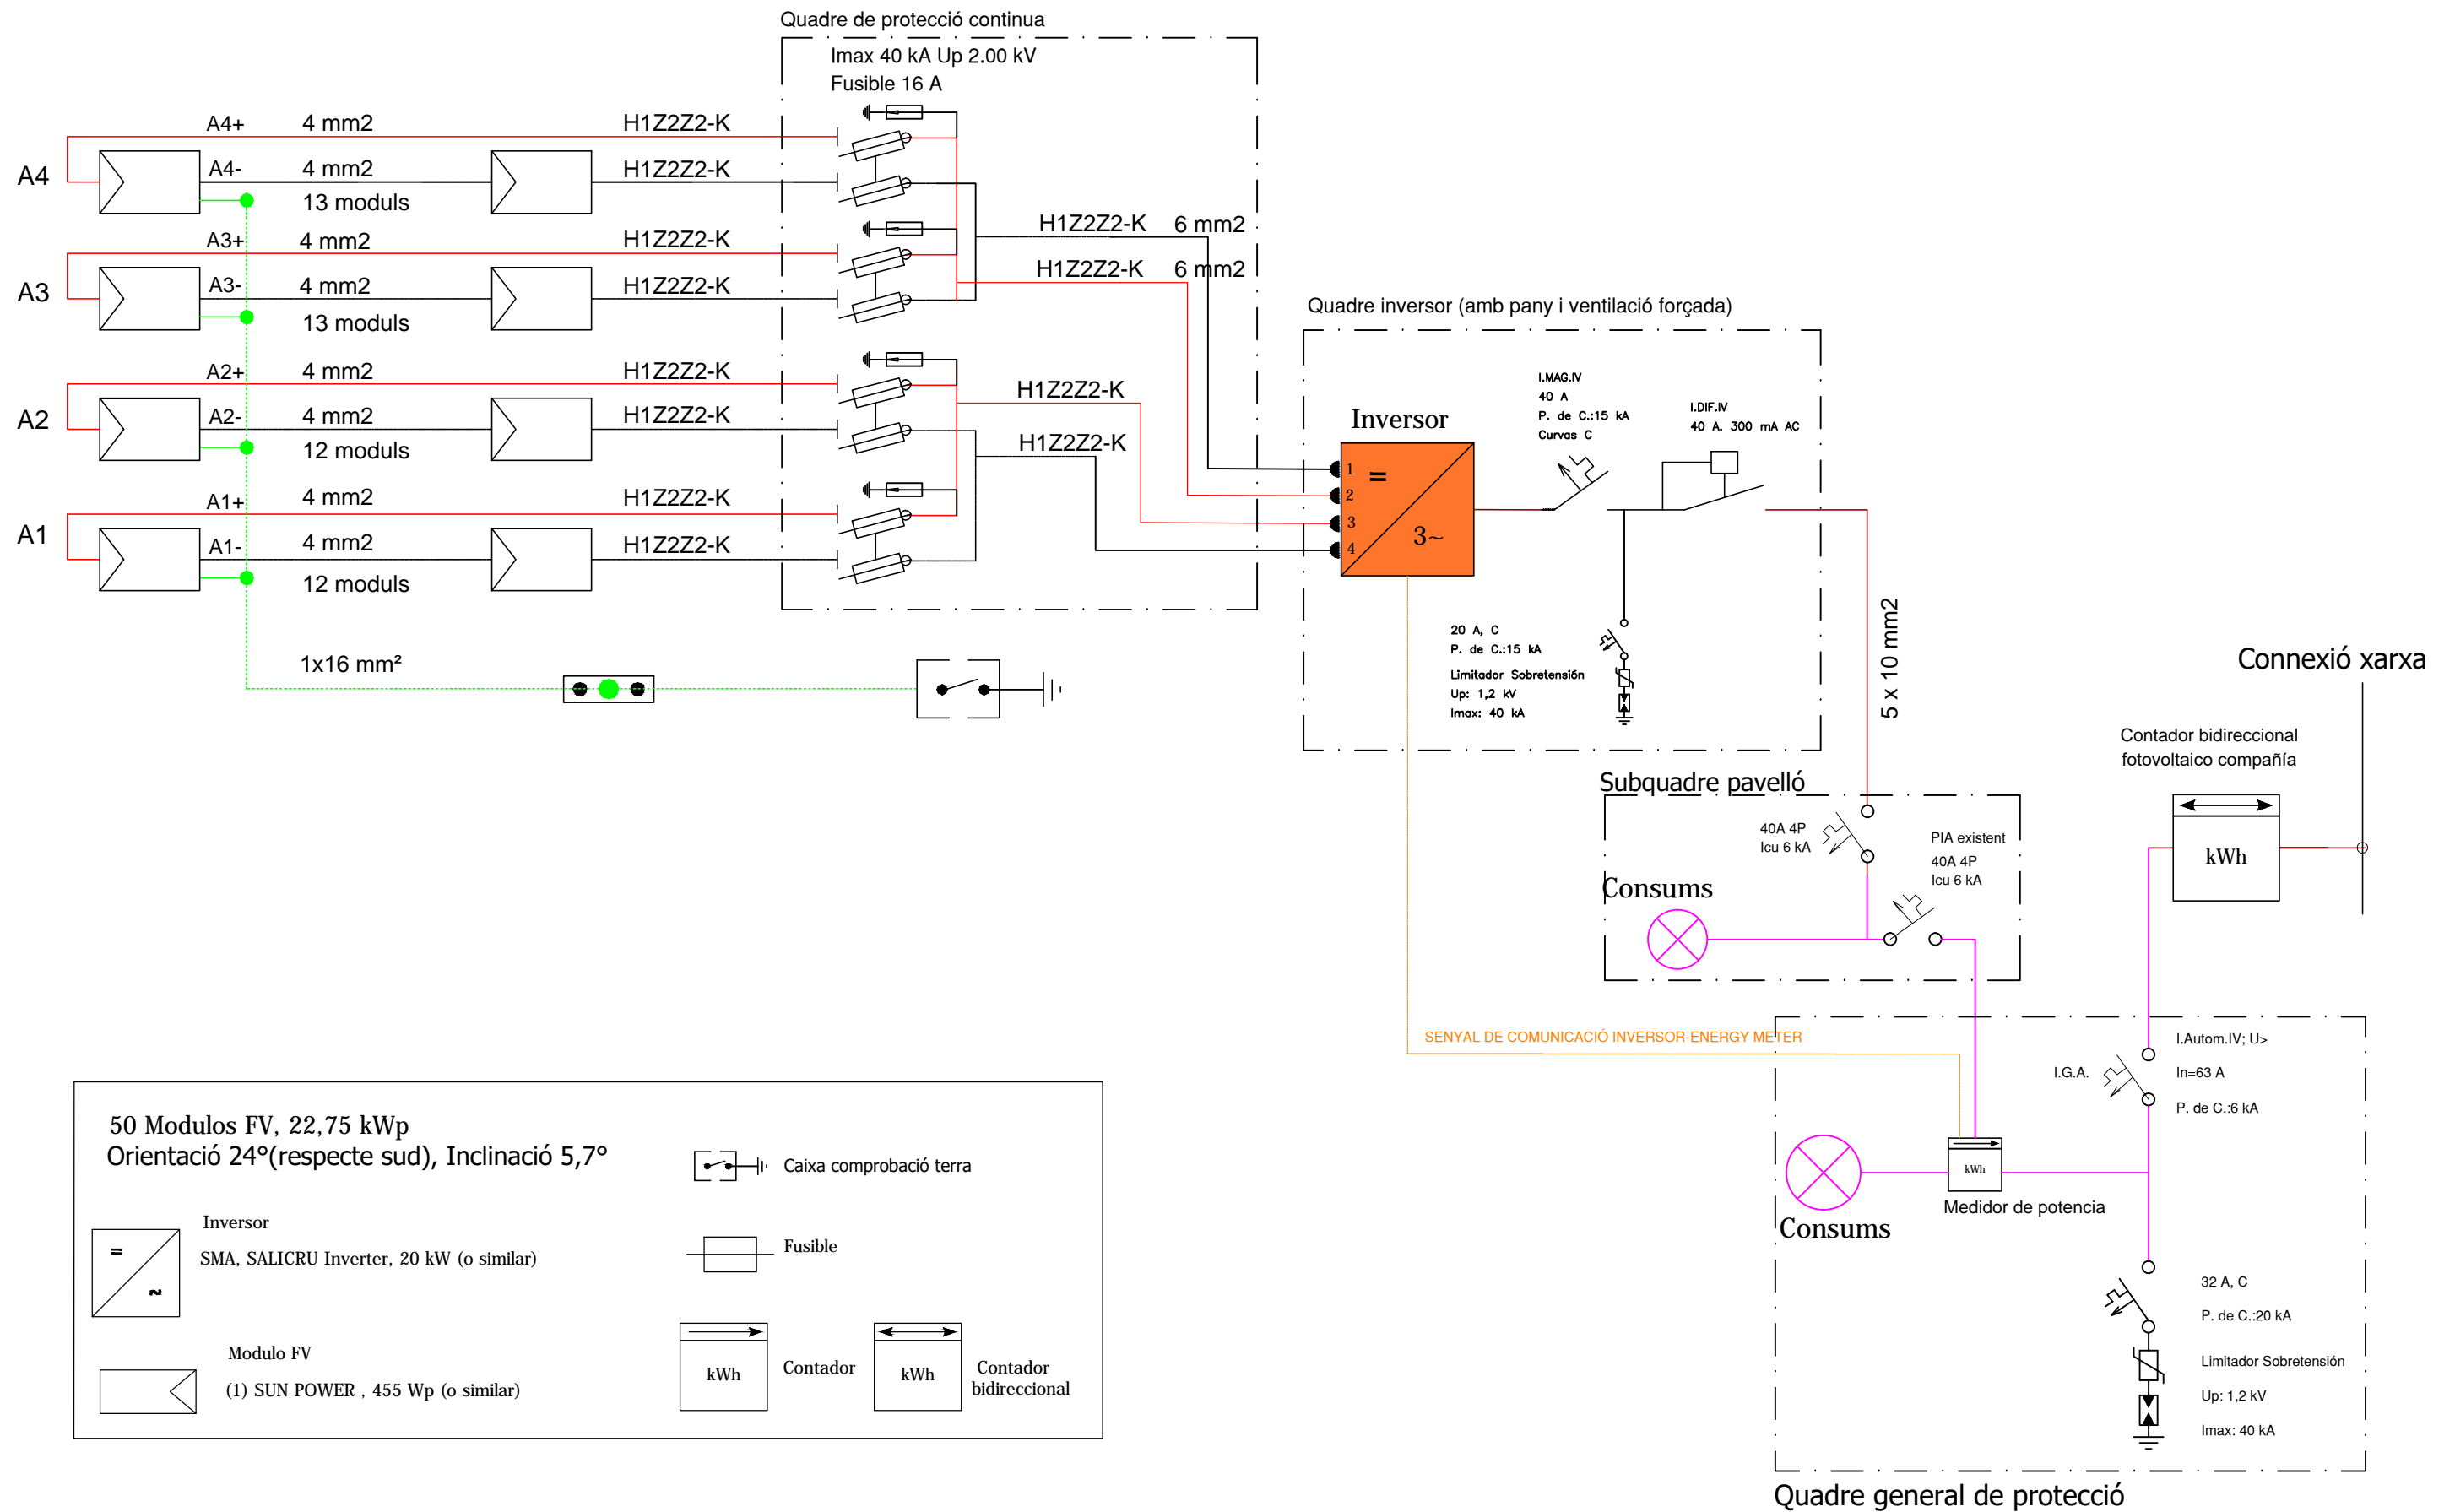 Quadre de protecció continua
Imax 40 kA Up 2.00 kV
Fusible 16 A
A4
A4+ 4 mm2 H1Z2Z2-K
A4- 4 mm2 H1Z2Z2-K
13 moduls
A3
A3+ 4 mm2 H1Z2Z2-K
A3- 4 mm2 H1Z2Z2-K
13 moduls
A2
A2+ 4 mm2 H1Z2Z2-K
A2- 4 mm2 H1Z2Z2-K
12 moduls
A1
A1+ 4 mm2 H1Z2Z2-K
A1- 4 mm2 H1Z2Z2-K
12 moduls
H1Z2Z2-K 6 mm2
H1Z2Z2-K 6 mm2
H1Z2Z2-K
H1Z2Z2-K
1x16 mm²
Quadre inversor (amb pany i ventilació forçada)
Inversor
1
2
3
4
=
3~
I.MAG.IV
40 A
P. de C.:15 kA
Curvas C
I.DIF.IV
40 A. 300 mA AC
20 A, C
P. de C.:15 kA
Limitador Sobretensión
Up: 1,2 kV
Imax: 40 kA
5 x 10 mm2
Connexió xarxa
Contador bidireccional
fotovoltaico compañía
kWh
Subquadre pavelló
40A 4P
Icu 6 kA
PIA existent
40A 4P
Icu 6 kA
Consums
SENYAL DE COMUNICACIÓ INVERSOR-ENERGY METER
I.G.A.
I.Autom.IV; U>
In=63 A
P. de C.:6 kA
kWh
Medidor de potencia
Consums
32 A, C
P. de C.:20 kA
Limitador Sobretensión
Up: 1,2 kV
Imax: 40 kA
Quadre general de protecció
50 Modulos FV, 22,75 kWp
Orientació 24°(respecte sud), Inclinació 5,7°
=
~
Inversor
SMA, SALICRU Inverter, 20 kW (o similar)
Modulo FV
(1) SUN POWER , 455 Wp (o similar)
Caixa comprobació terra
Fusible
kWh
Contador
kWh
Contador
bidireccional